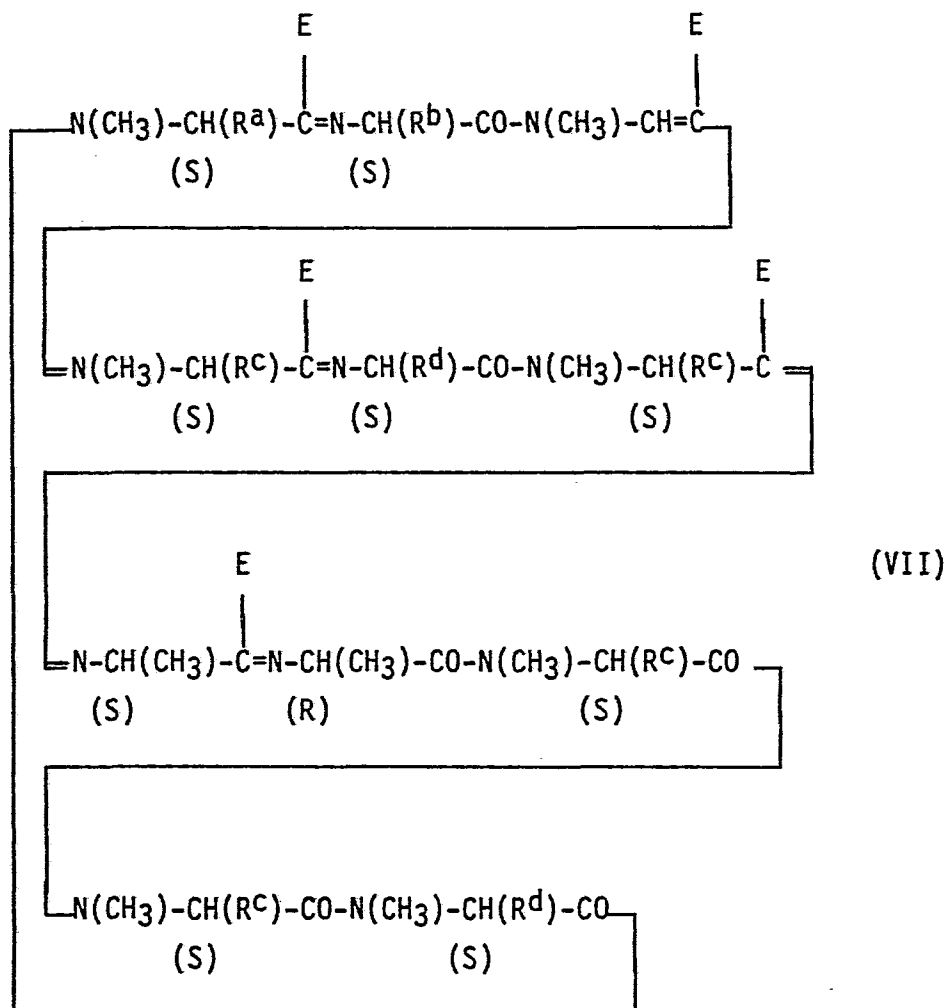 E E
N(CH3)-CH(Ra)-C=N-CH(Rb)-CO-N(CH3)-CH=C
(S) (S)
E E
=N(CH3)-CH(Rc)-C=N-CH(Rd)-CO-N(CH3)-CH(Rc)-C=
(S) (S) (S)
(VII)
E
=N-CH(CH3)-C=N-CH(CH3)-CO-N(CH3)-CH(Rc)-CO
(S) (R) (S)
N(CH3)-CH(Rc)-CO-N(CH3)-CH(Rd)-CO
(S) (S)